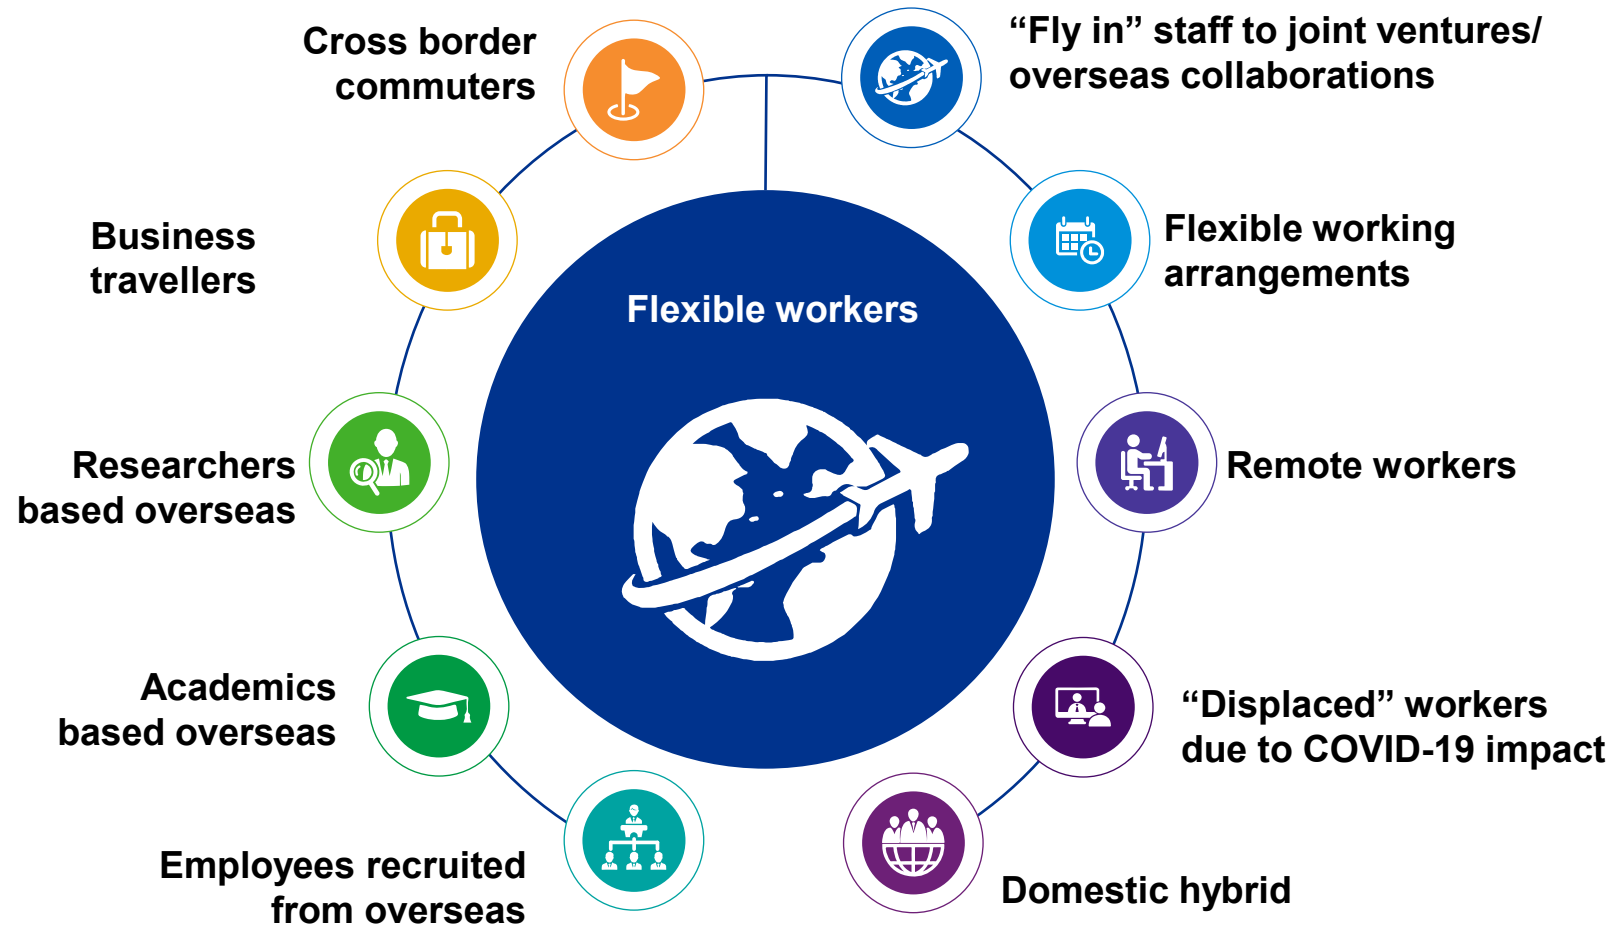 Cross border
commuters
“Fly in” staff to joint ventures/
overseas collaborations
Business
travellers
Flexible working
arrangements
Flexible workers
Researchers
based overseas
Remote workers
Academics
based overseas
“Displaced” workers
due to COVID-19 impact
Employees recruited
from overseas
Domestic hybrid